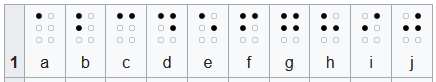 ⠁ ⠃ ⠉ ⠙ ⠑ ⠋ ⠛ ⠓ ⠊ ⠚
1 a b c d e f g h i j